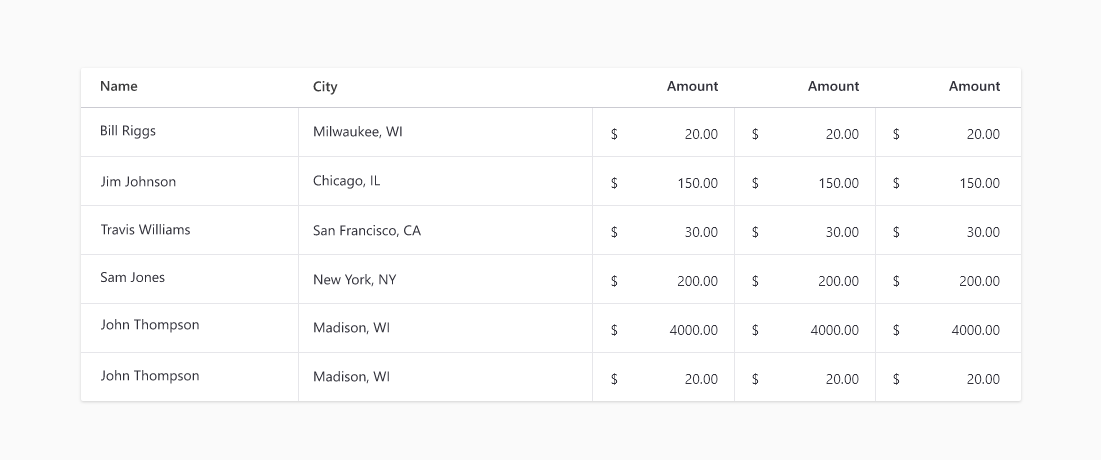 Name City Amount Amount Amount
Bill Riggs Milwaukee, WI $ 20.00 $ 20.00 $ 20.00
Jim Johnson Chicago, IL $ 150.00 $ 150.00 $ 150.00
Travis Williams San Francisco, CA $ 30.00 $ 30.00 $ 30.00
Sam Jones New York, NY $ 200.00 $ 200.00 $ 200.00
John Thompson Madison, WI $ 4000.00 $ 4000.00 $ 4000.00
John Thompson Madison, WI $ 20.00 $ 20.00 $ 20.00